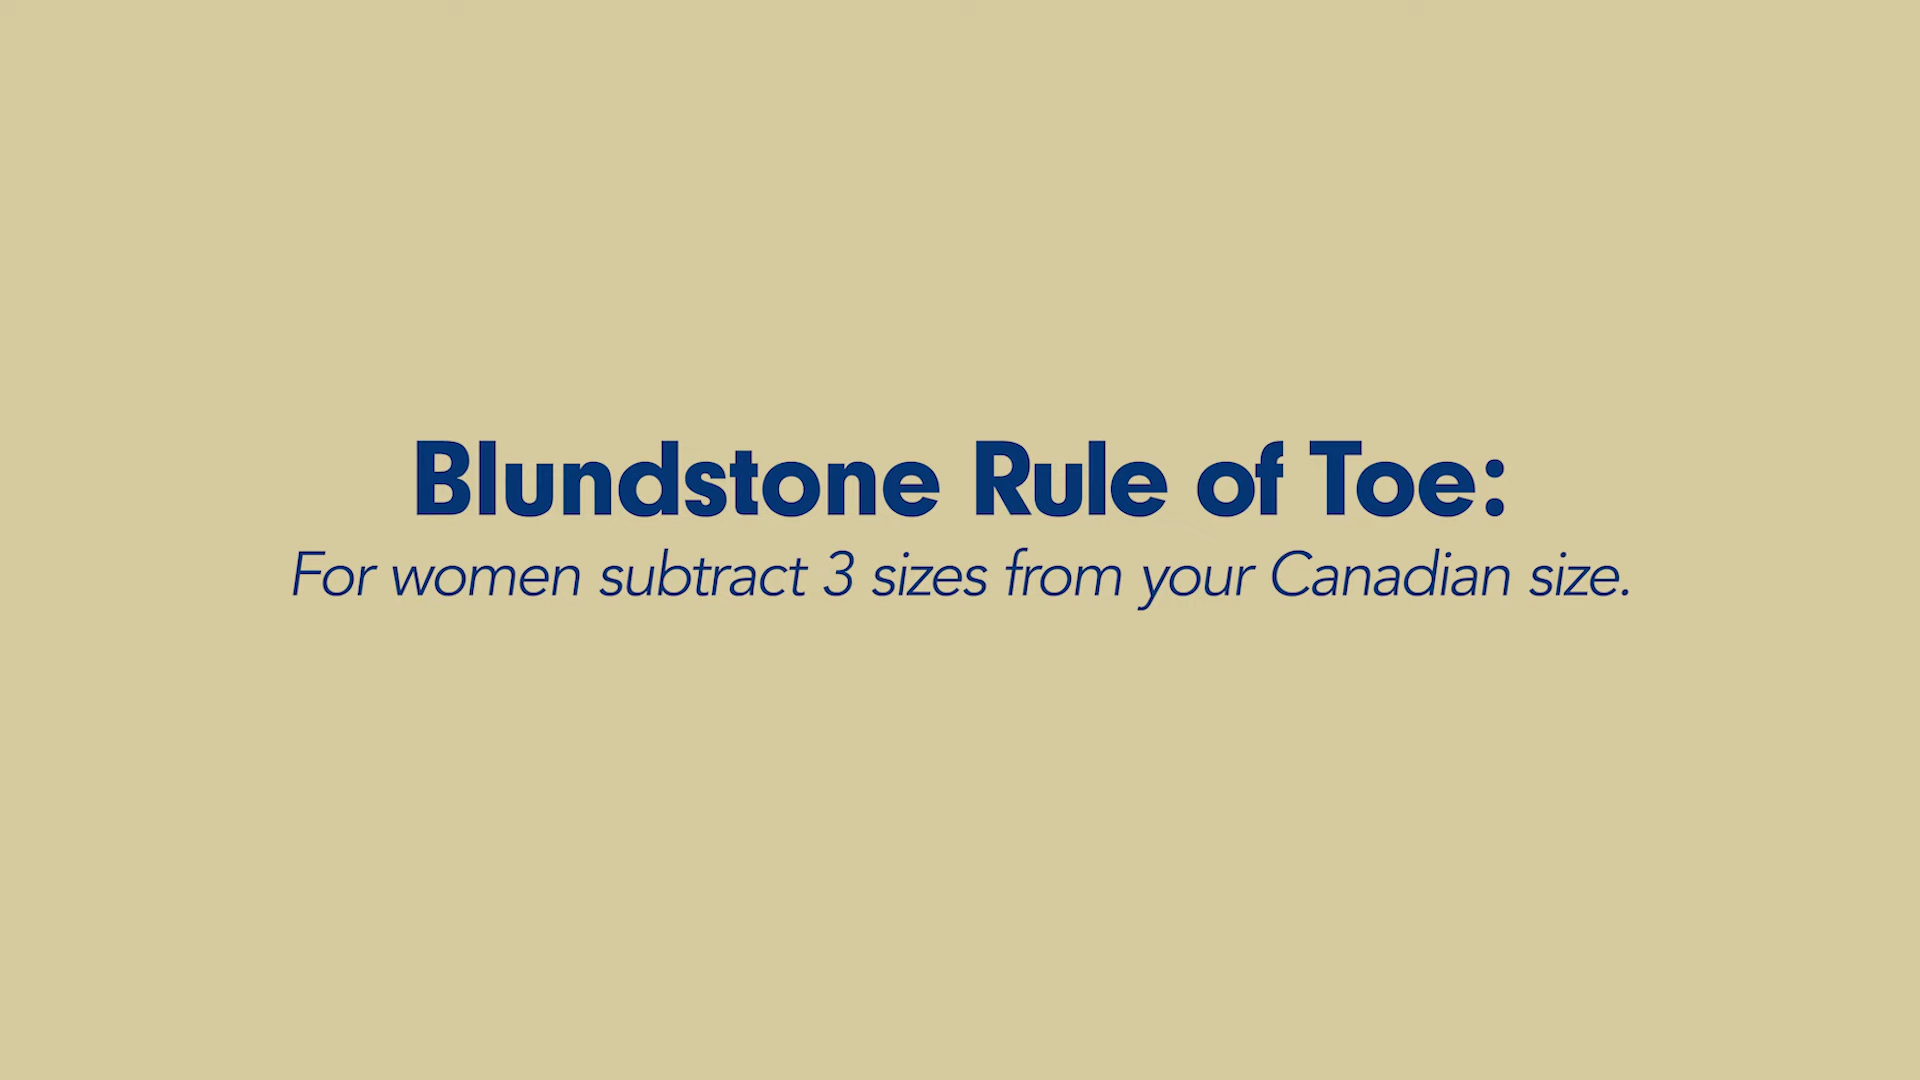 Blundstone Rule of Toe:
For women subtract 3 sizes from your Canadian size.